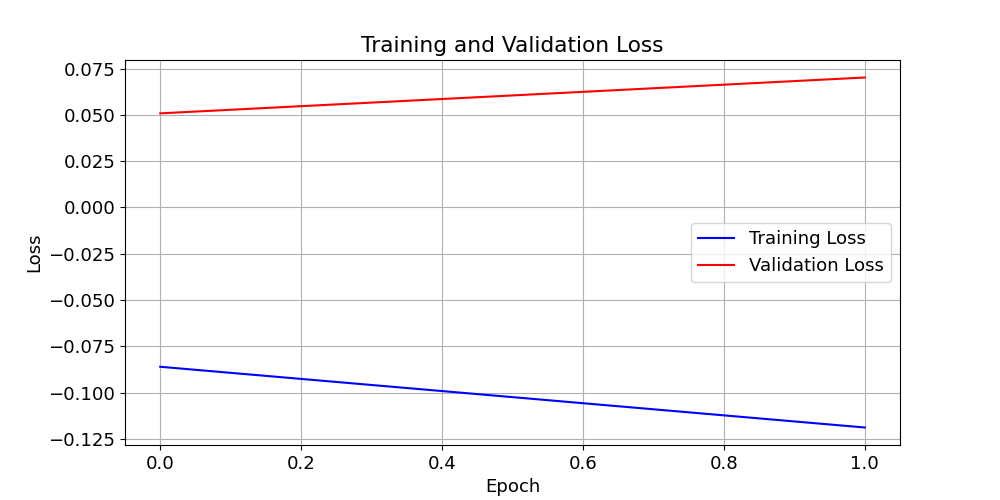 Training and Validation Loss
0.075
0.050
0.025
0.000
−0.025
−0.050
−0.075
−0.100
−0.125
Loss
Training Loss
Validation Loss
0.0 0.2 0.4 0.6 0.8 1.0
Epoch